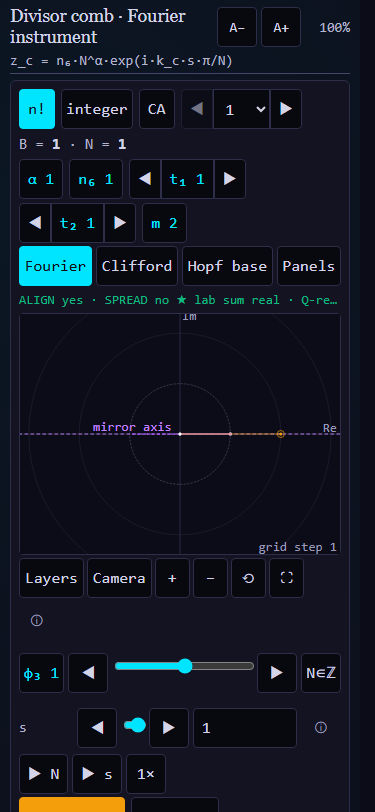 Divisor comb · Fourier instrument
A− A+ 100%
z_c = n₆·N^α·exp(i·k_c·s·π/N)
n! integer CA ◀ 1 ▶
B = 1 · N = 1
α 1 n₆ 1 ◀ t₁ 1 ▶
◀ t₂ 1 ▶ m 2
Fourier Clifford Hopf base Panels
ALIGN yes · SPREAD no ★ lab sum real · Q-re…
Im
mirror axis Re
grid step 1
Layers Camera + − ⟲ ⛶
ⓘ
ϕ₃ 1 ◀ ▶ N∈ℤ
s ◀ ▶ 1 ⓘ
▶ N ▶ s 1×